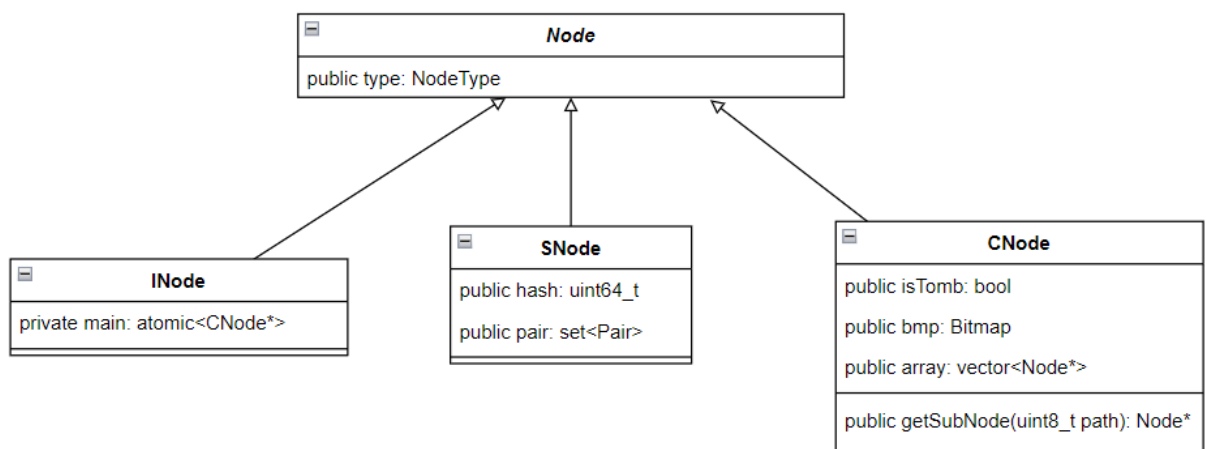 Node
public type: NodeType
INode
private main: atomic<CNode*>
SNode
public hash: uint64_t
public pair: set<Pair>
CNode
public isTomb: bool
public bmp: Bitmap
public array: vector<Node*>
public getSubNode(uint8_t path): Node*